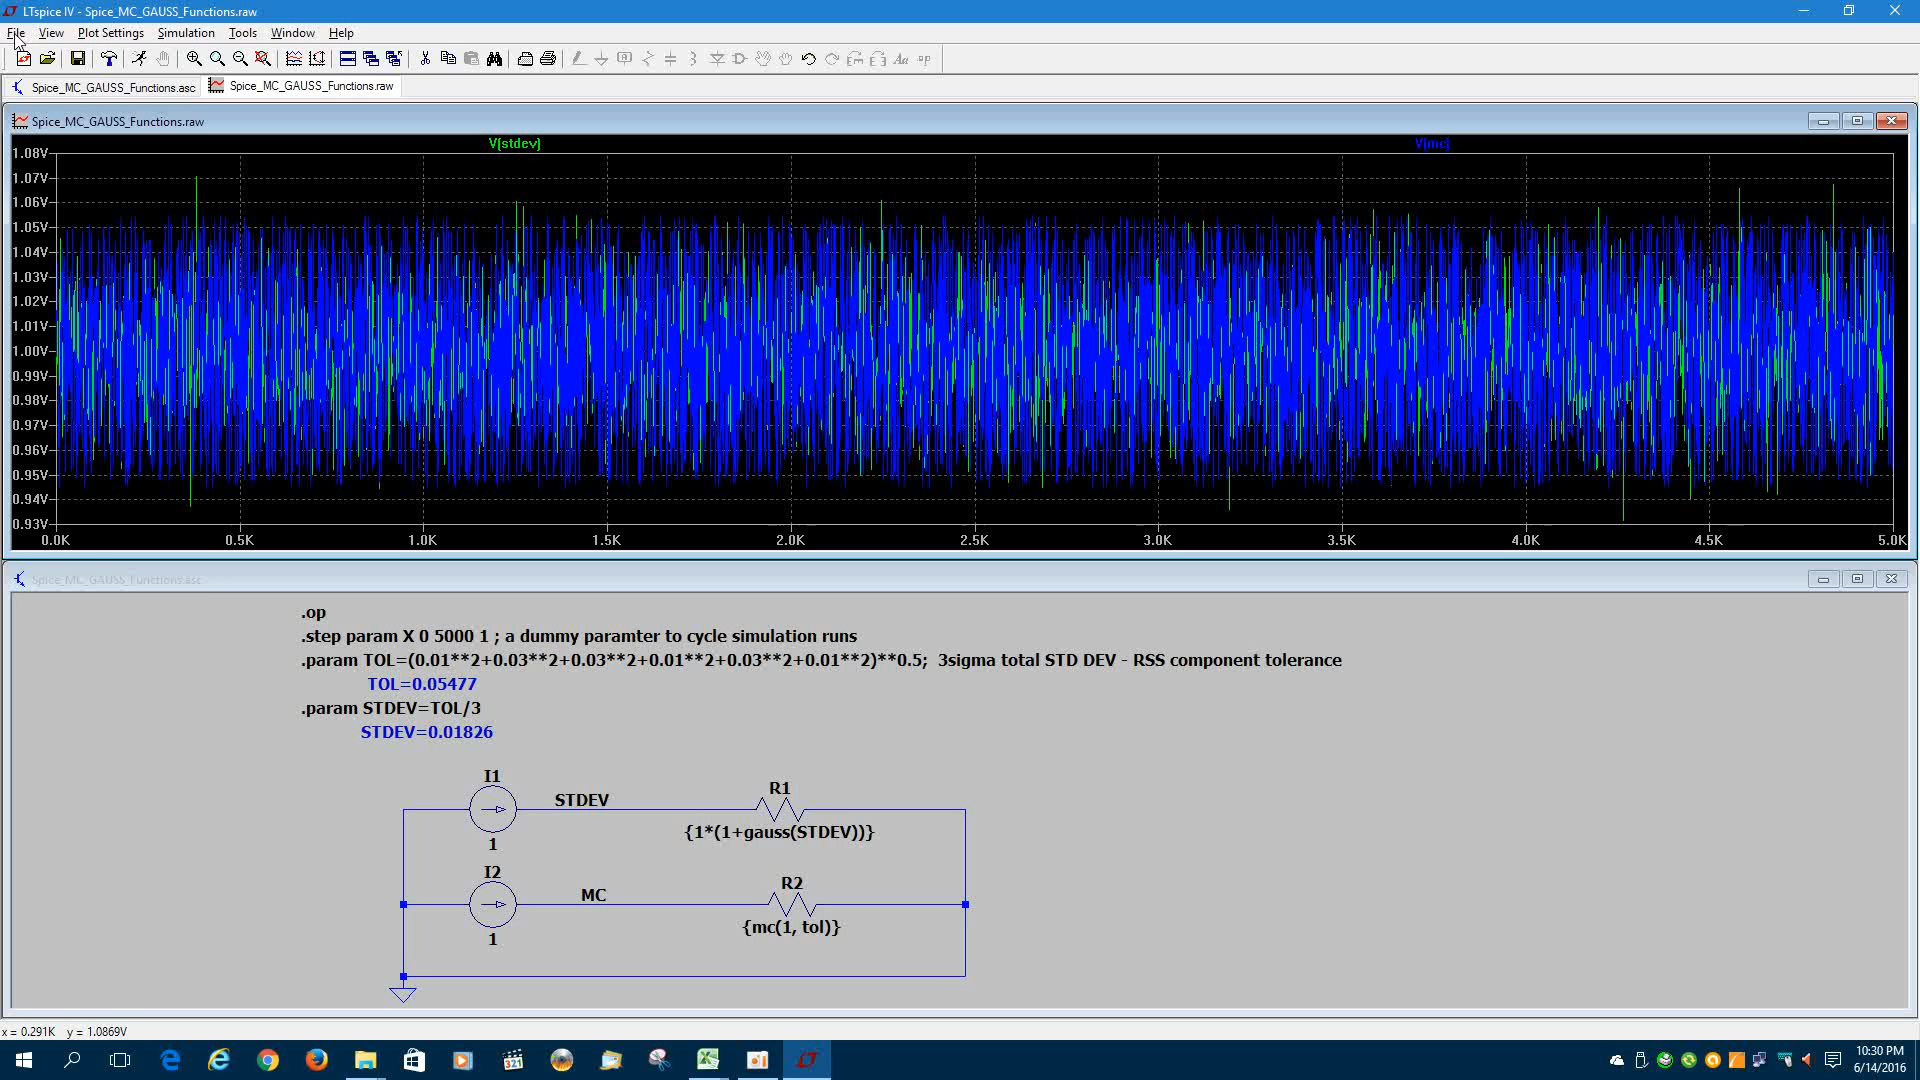 LTspice IV - Spice_MC_GAUSS_Functions.raw
File View Plot Settings Simulation Tools Window Help
Spice_MC_GAUSS_Functions.asc Spice_MC_GAUSS_Functions.raw
Spice_MC_GAUSS_Functions.raw
V[stdev] V[mc]
1.08V
1.07V
1.06V
1.05V
1.04V
1.03V
1.02V
1.01V
1.00V
0.99V
0.98V
0.97V
0.96V
0.95V
0.94V
0.93V
0.0K 0.5K 1.0K 1.5K 2.0K 2.5K 3.0K 3.5K 4.0K 4.5K 5.0K
Spice_MC_GAUSS_Functions.asc
.op
.step param X 0 5000 1 ; a dummy paramter to cycle simulation runs
.param TOL=(0.01**2+0.03**2+0.03**2+0.01**2+0.03**2+0.01**2)**0.5;  3sigma total STD DEV - RSS component tolerance
TOL=0.05477
.param STDEV=TOL/3
STDEV=0.01826
I1
R1
STDEV
{1*(1+gauss(STDEV))}
1
I2
R2
MC
{mc(1, tol)}
1
x = 0.291K y = 1.0869V
10:30 PM
6/14/2016